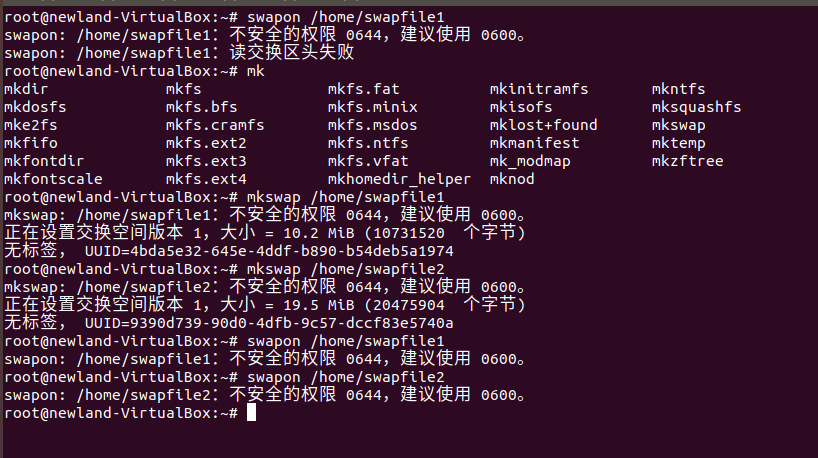 root@newland-VirtualBox:~# swapon /home/swapfile1
swapon: /home/swapfile1：不安全的权限 0644，建议使用 0600。
swapon: /home/swapfile1：读交换区头失败
root@newland-VirtualBox:~# mk
mkdir mkfs mkfs.fat mkinitramfs mkntfs
mkdosfs mkfs.bfs mkfs.minix mkisofs mksquashfs
mke2fs mkfs.cramfs mkfs.msdos mklost+found mkswap
mkfifo mkfs.ext2 mkfs.ntfs mkmanifest mktemp
mkfontdir mkfs.ext3 mkfs.vfat mk_modmap mkzftree
mkfontscale mkfs.ext4 mkhomedir_helper mknod
root@newland-VirtualBox:~# mkswap /home/swapfile1
mkswap: /home/swapfile1：不安全的权限 0644，建议使用 0600。
正在设置交换空间版本 1，大小 = 10.2 MiB (10731520  个字节)
无标签， UUID=4bda5e32-645e-4ddf-b890-b54deb5a1974
root@newland-VirtualBox:~# mkswap /home/swapfile2
mkswap: /home/swapfile2：不安全的权限 0644，建议使用 0600。
正在设置交换空间版本 1，大小 = 19.5 MiB (20475904  个字节)
无标签， UUID=9390d739-90d0-4dfb-9c57-dccf83e5740a
root@newland-VirtualBox:~# swapon /home/swapfile1
swapon: /home/swapfile1：不安全的权限 0644，建议使用 0600。
root@newland-VirtualBox:~# swapon /home/swapfile2
swapon: /home/swapfile2：不安全的权限 0644，建议使用 0600。
root@newland-VirtualBox:~#